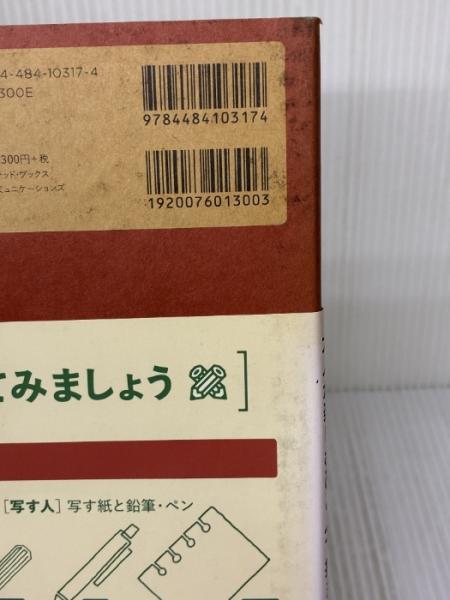 4-484-10317-4
300E
9784484103174
300円+税
ッド・ブックス
ミュニケーションズ
1920076013003
てみましょう ]
[写す人] 写す紙と鉛筆・ペン